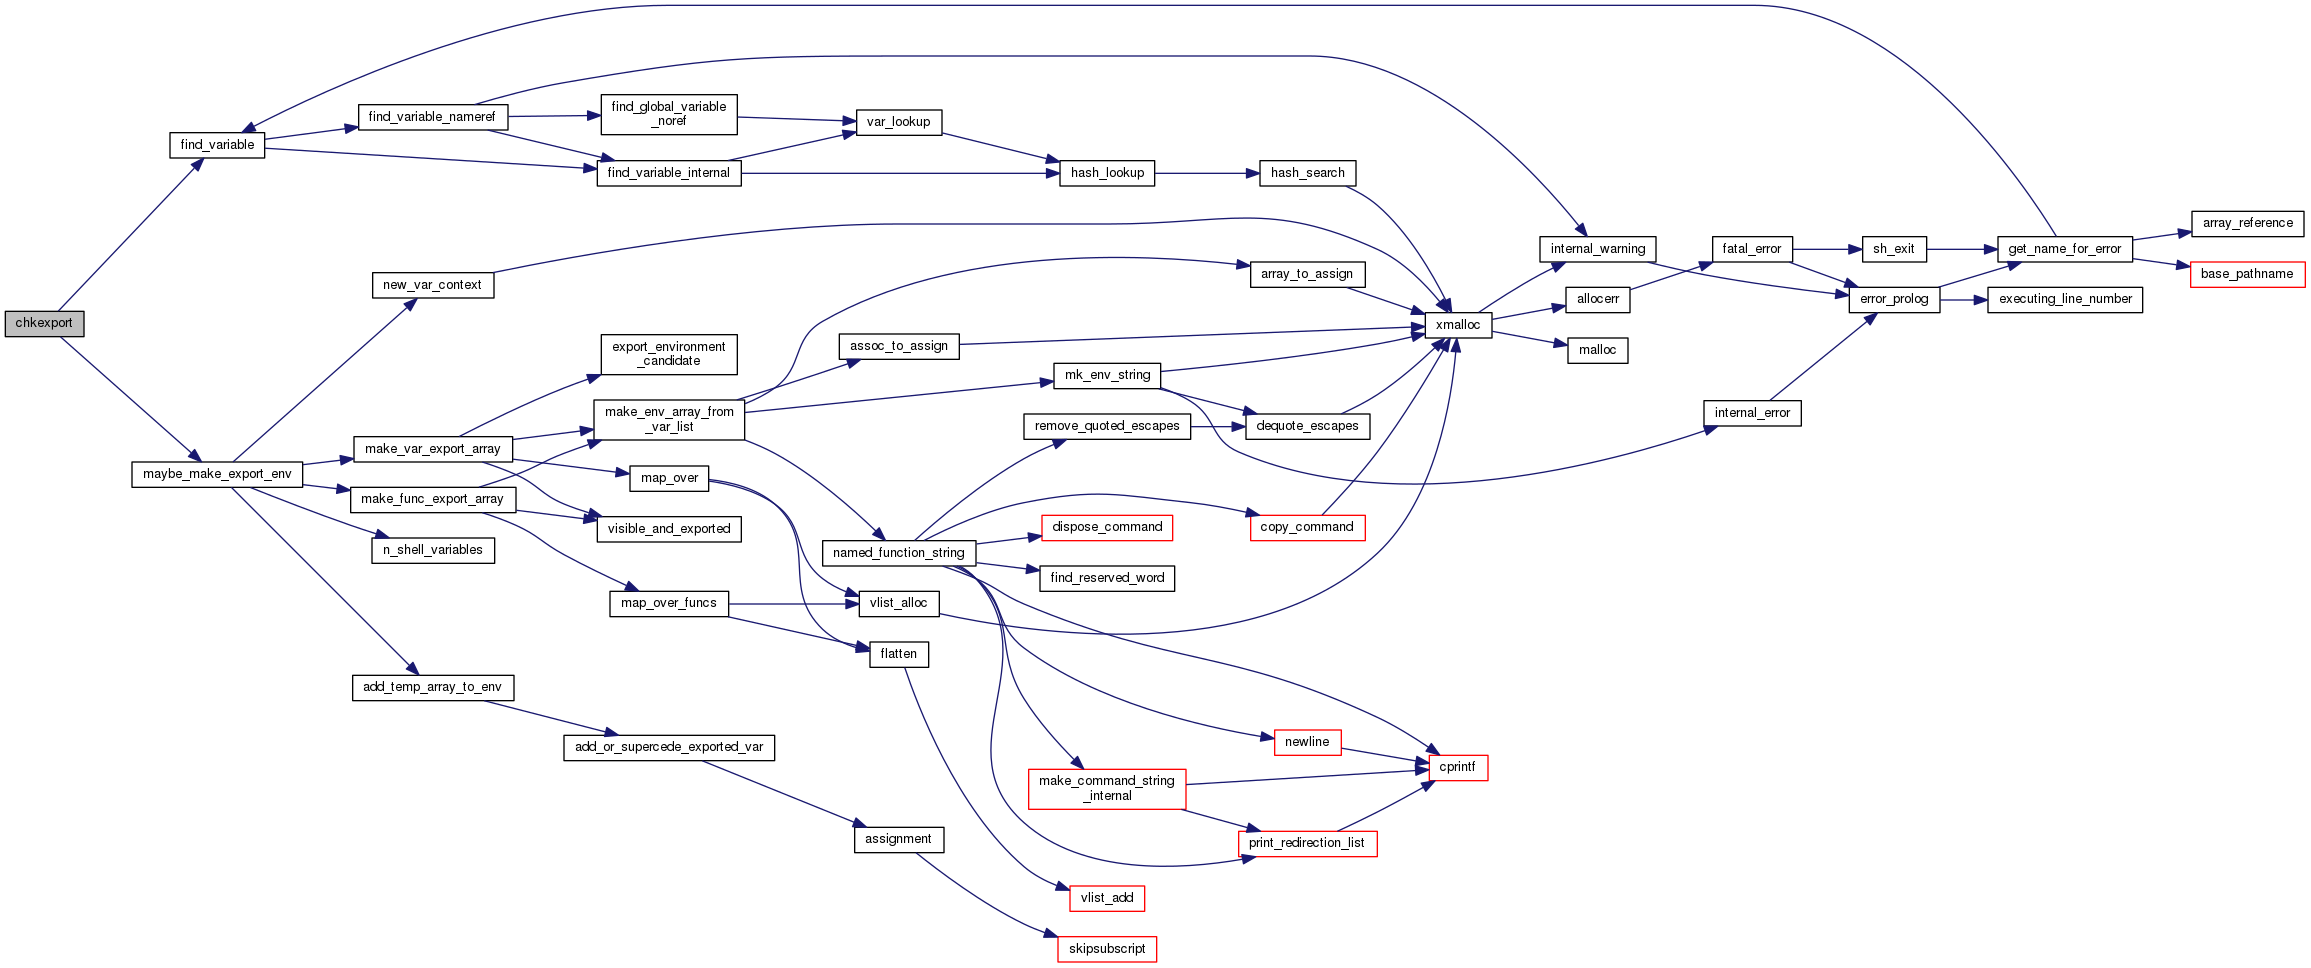 chkexport
find_variable
maybe_make_export_env
find_variable_nameref
new_var_context
make_var_export_array
make_func_export_array
n_shell_variables
add_temp_array_to_env
find_global_variable
_noref
find_variable_internal
export_environment
_candidate
make_env_array_from
_var_list
map_over
visible_and_exported
map_over_funcs
add_or_supercede_exported_var
var_lookup
assoc_to_assign
named_function_string
vlist_alloc
flatten
assignment
hash_lookup
mk_env_string
remove_quoted_escapes
dispose_command
find_reserved_word
make_command_string
_internal
vlist_add
skipsubscript
hash_search
array_to_assign
dequote_escapes
copy_command
newline
print_redirection_list
xmalloc
cprintf
internal_warning
allocerr
malloc
fatal_error
internal_error
sh_exit
error_prolog
get_name_for_error
executing_line_number
array_reference
base_pathname